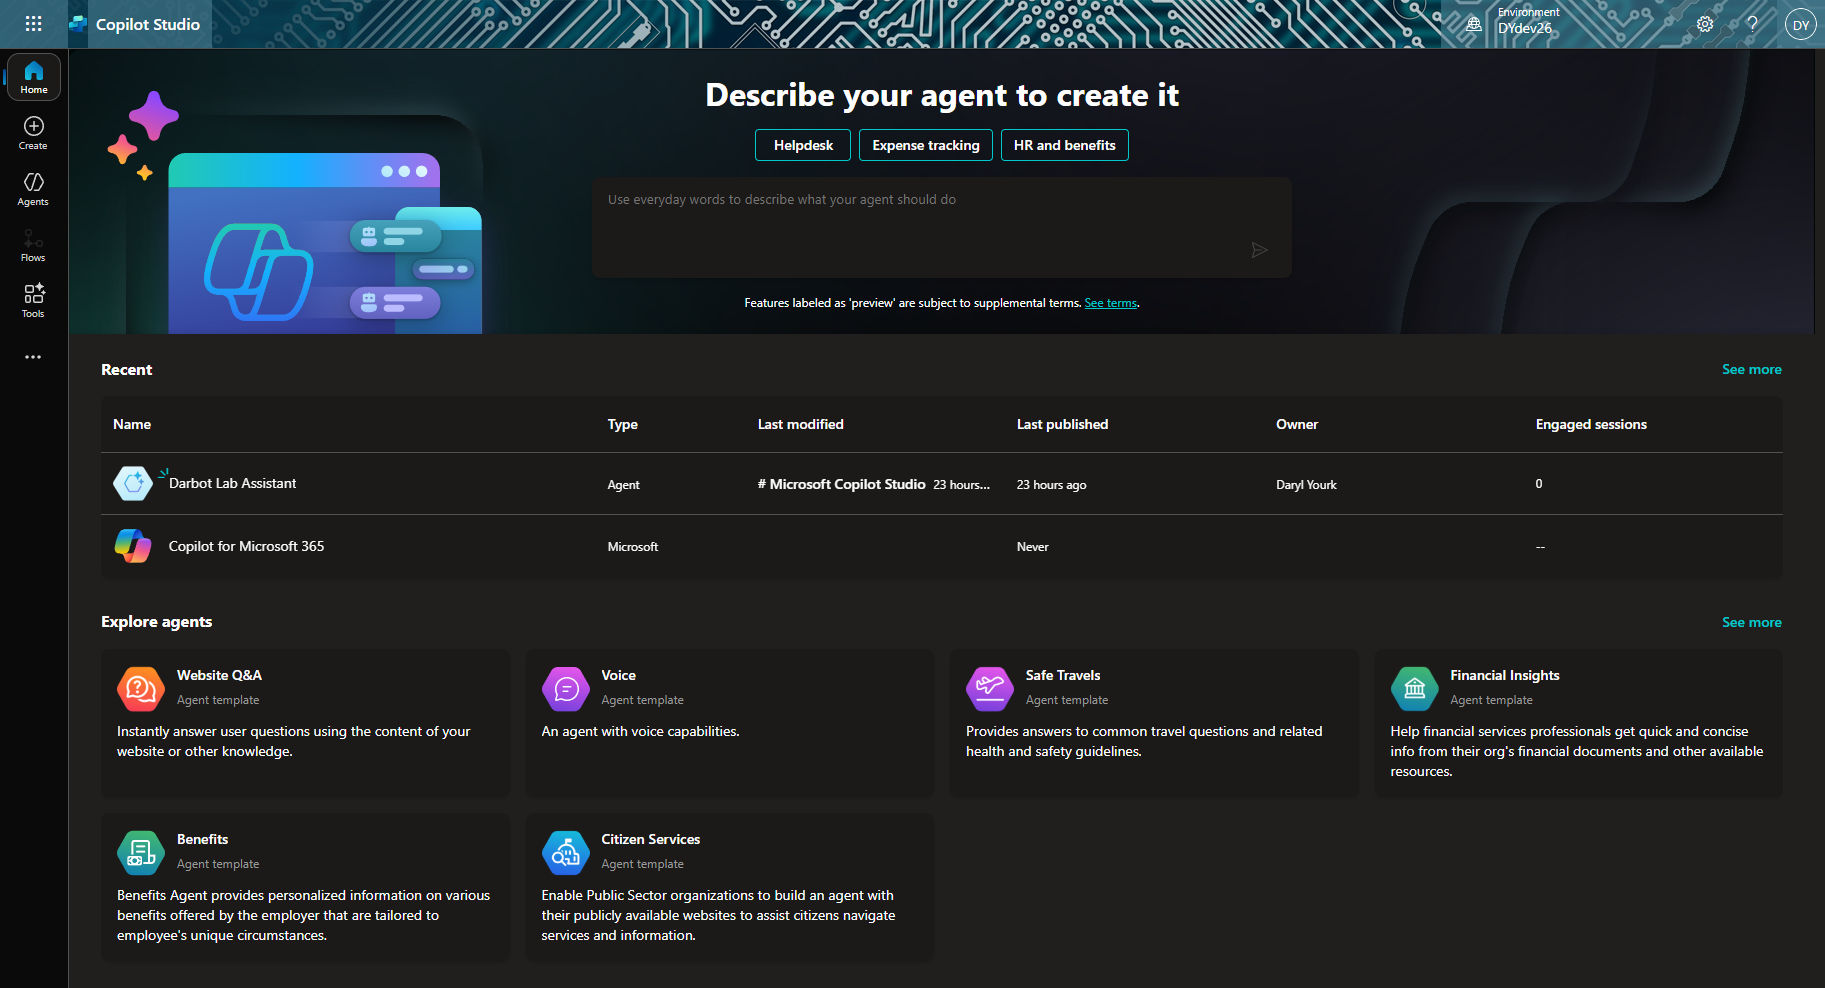 Copilot Studio
Environment
DYdev26
DY
Home
Create
Agents
Flows
Tools
Describe your agent to create it
Helpdesk
Expense tracking
HR and benefits
Use everyday words to describe what your agent should do
Features labeled as 'preview' are subject to supplemental terms. See terms.
Recent
See more
Name Type Last modified Last published Owner Engaged sessions
Darbot Lab Assistant Agent # Microsoft Copilot Studio 23 hours... 23 hours ago Daryl Yourk 0
Copilot for Microsoft 365 Microsoft Never --
Explore agents
See more
Website Q&A
Agent template
Instantly answer user questions using the content of your
website or other knowledge.
Voice
Agent template
An agent with voice capabilities.
Safe Travels
Agent template
Provides answers to common travel questions and related
health and safety guidelines.
Financial Insights
Agent template
Help financial services professionals get quick and concise
info from their org's financial documents and other available
resources.
Benefits
Agent template
Benefits Agent provides personalized information on various
benefits offered by the employer that are tailored to
employee's unique circumstances.
Citizen Services
Agent template
Enable Public Sector organizations to build an agent with
their publicly available websites to assist citizens navigate
services and information.